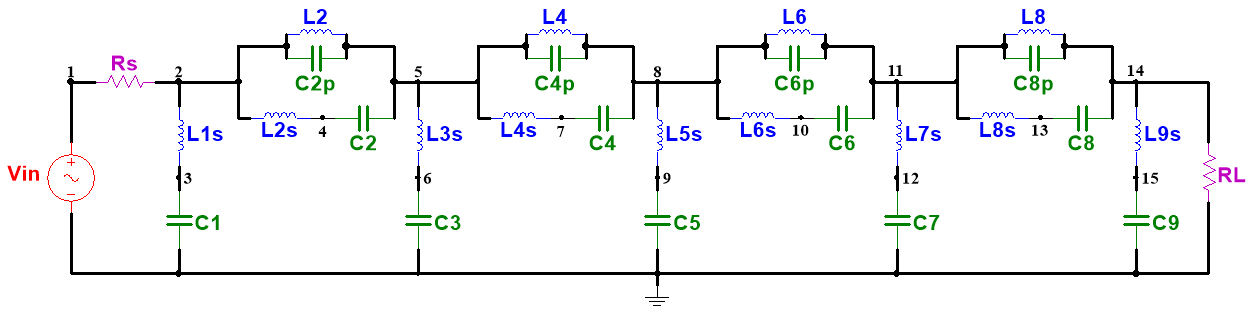 L2 L4 L6 L8
Rs
1 2 C2p 5 C4p 8 C6p 11 C8p 14
L1s L2s 4 C2 L3s L4s 7 C4 L5s L6s 10 C6 L7s L8s 13 C8 L9s
Vin + 3 6 9 12 15 RL
C1 C3 C5 C7 C9